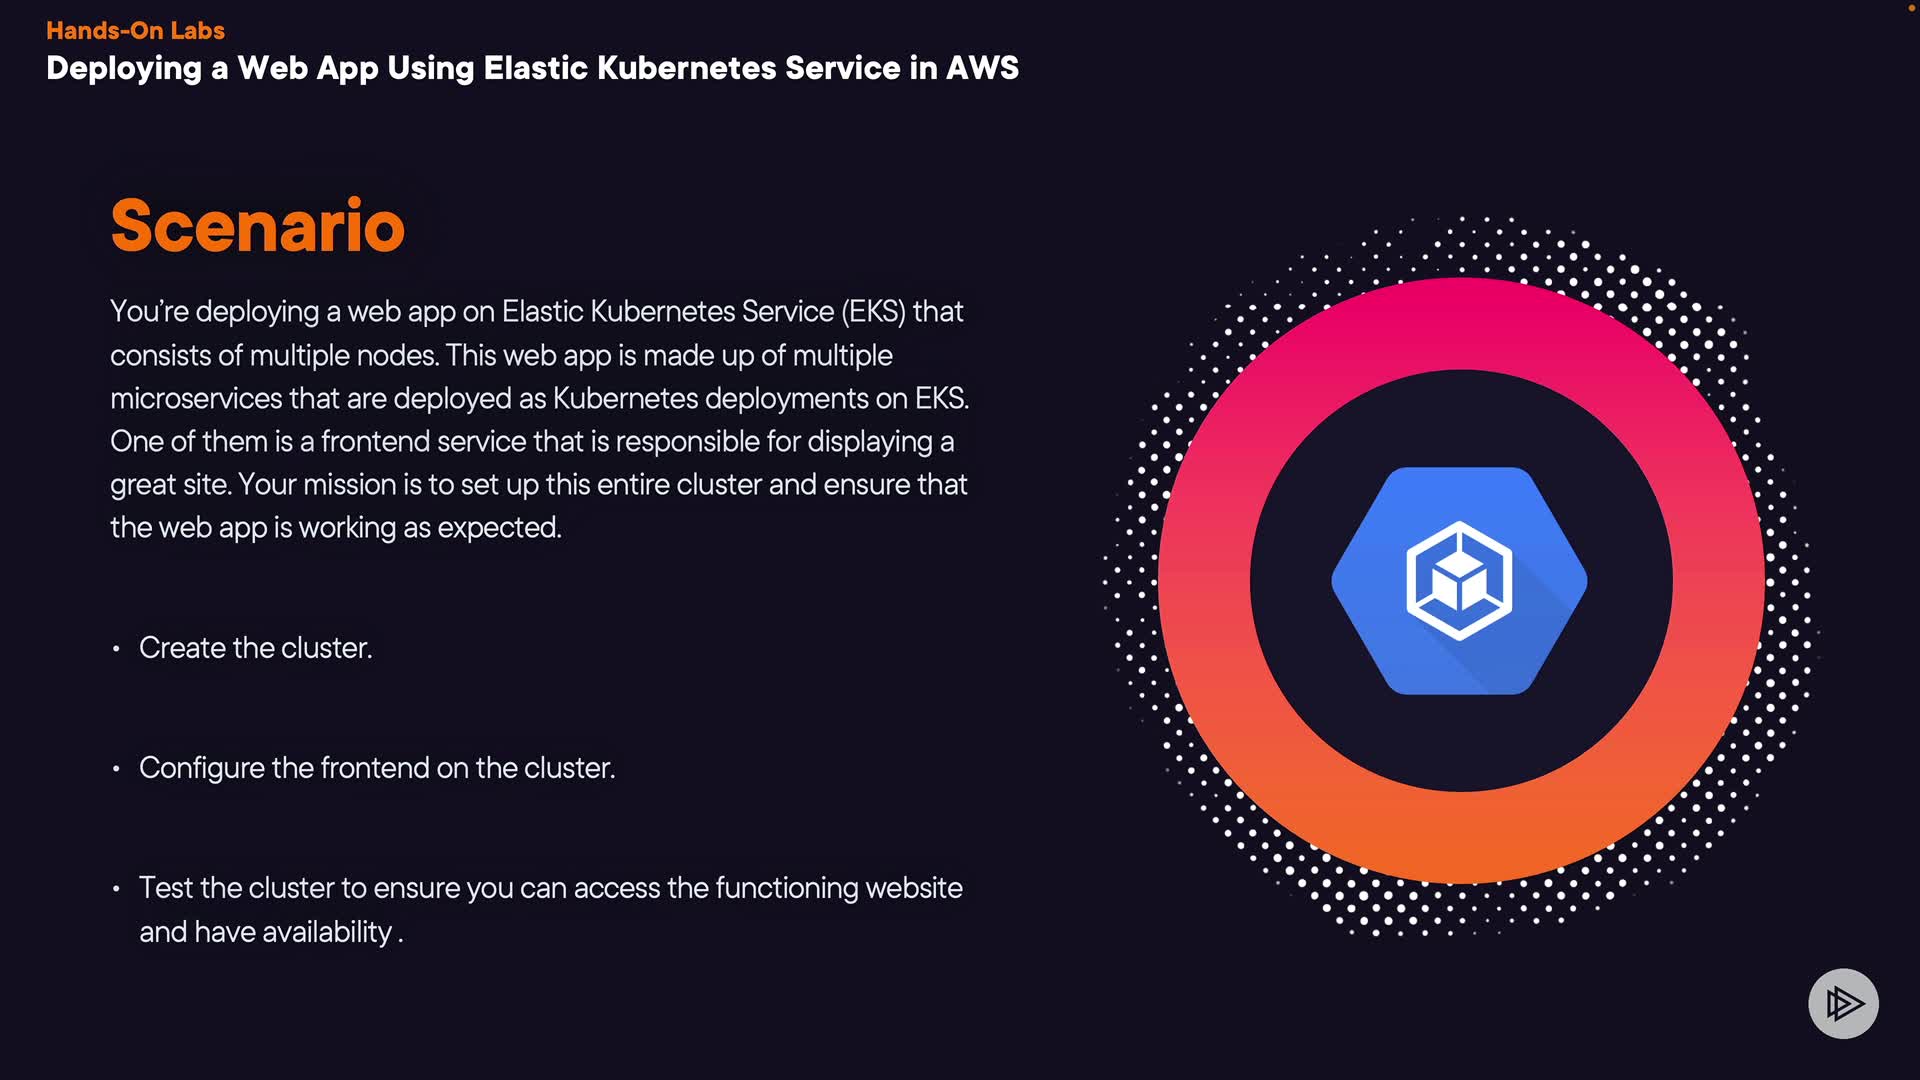 Hands-On Labs
Deploying a Web App Using Elastic Kubernetes Service in AWS
Scenario
You're deploying a web app on Elastic Kubernetes Service (EKS) that
consists of multiple nodes. This web app is made up of multiple
microservices that are deployed as Kubernetes deployments on EKS.
One of them is a frontend service that is responsible for displaying a
great site. Your mission is to set up this entire cluster and ensure that
the web app is working as expected.
• Create the cluster.
• Configure the frontend on the cluster.
• Test the cluster to ensure you can access the functioning website
and have availability .